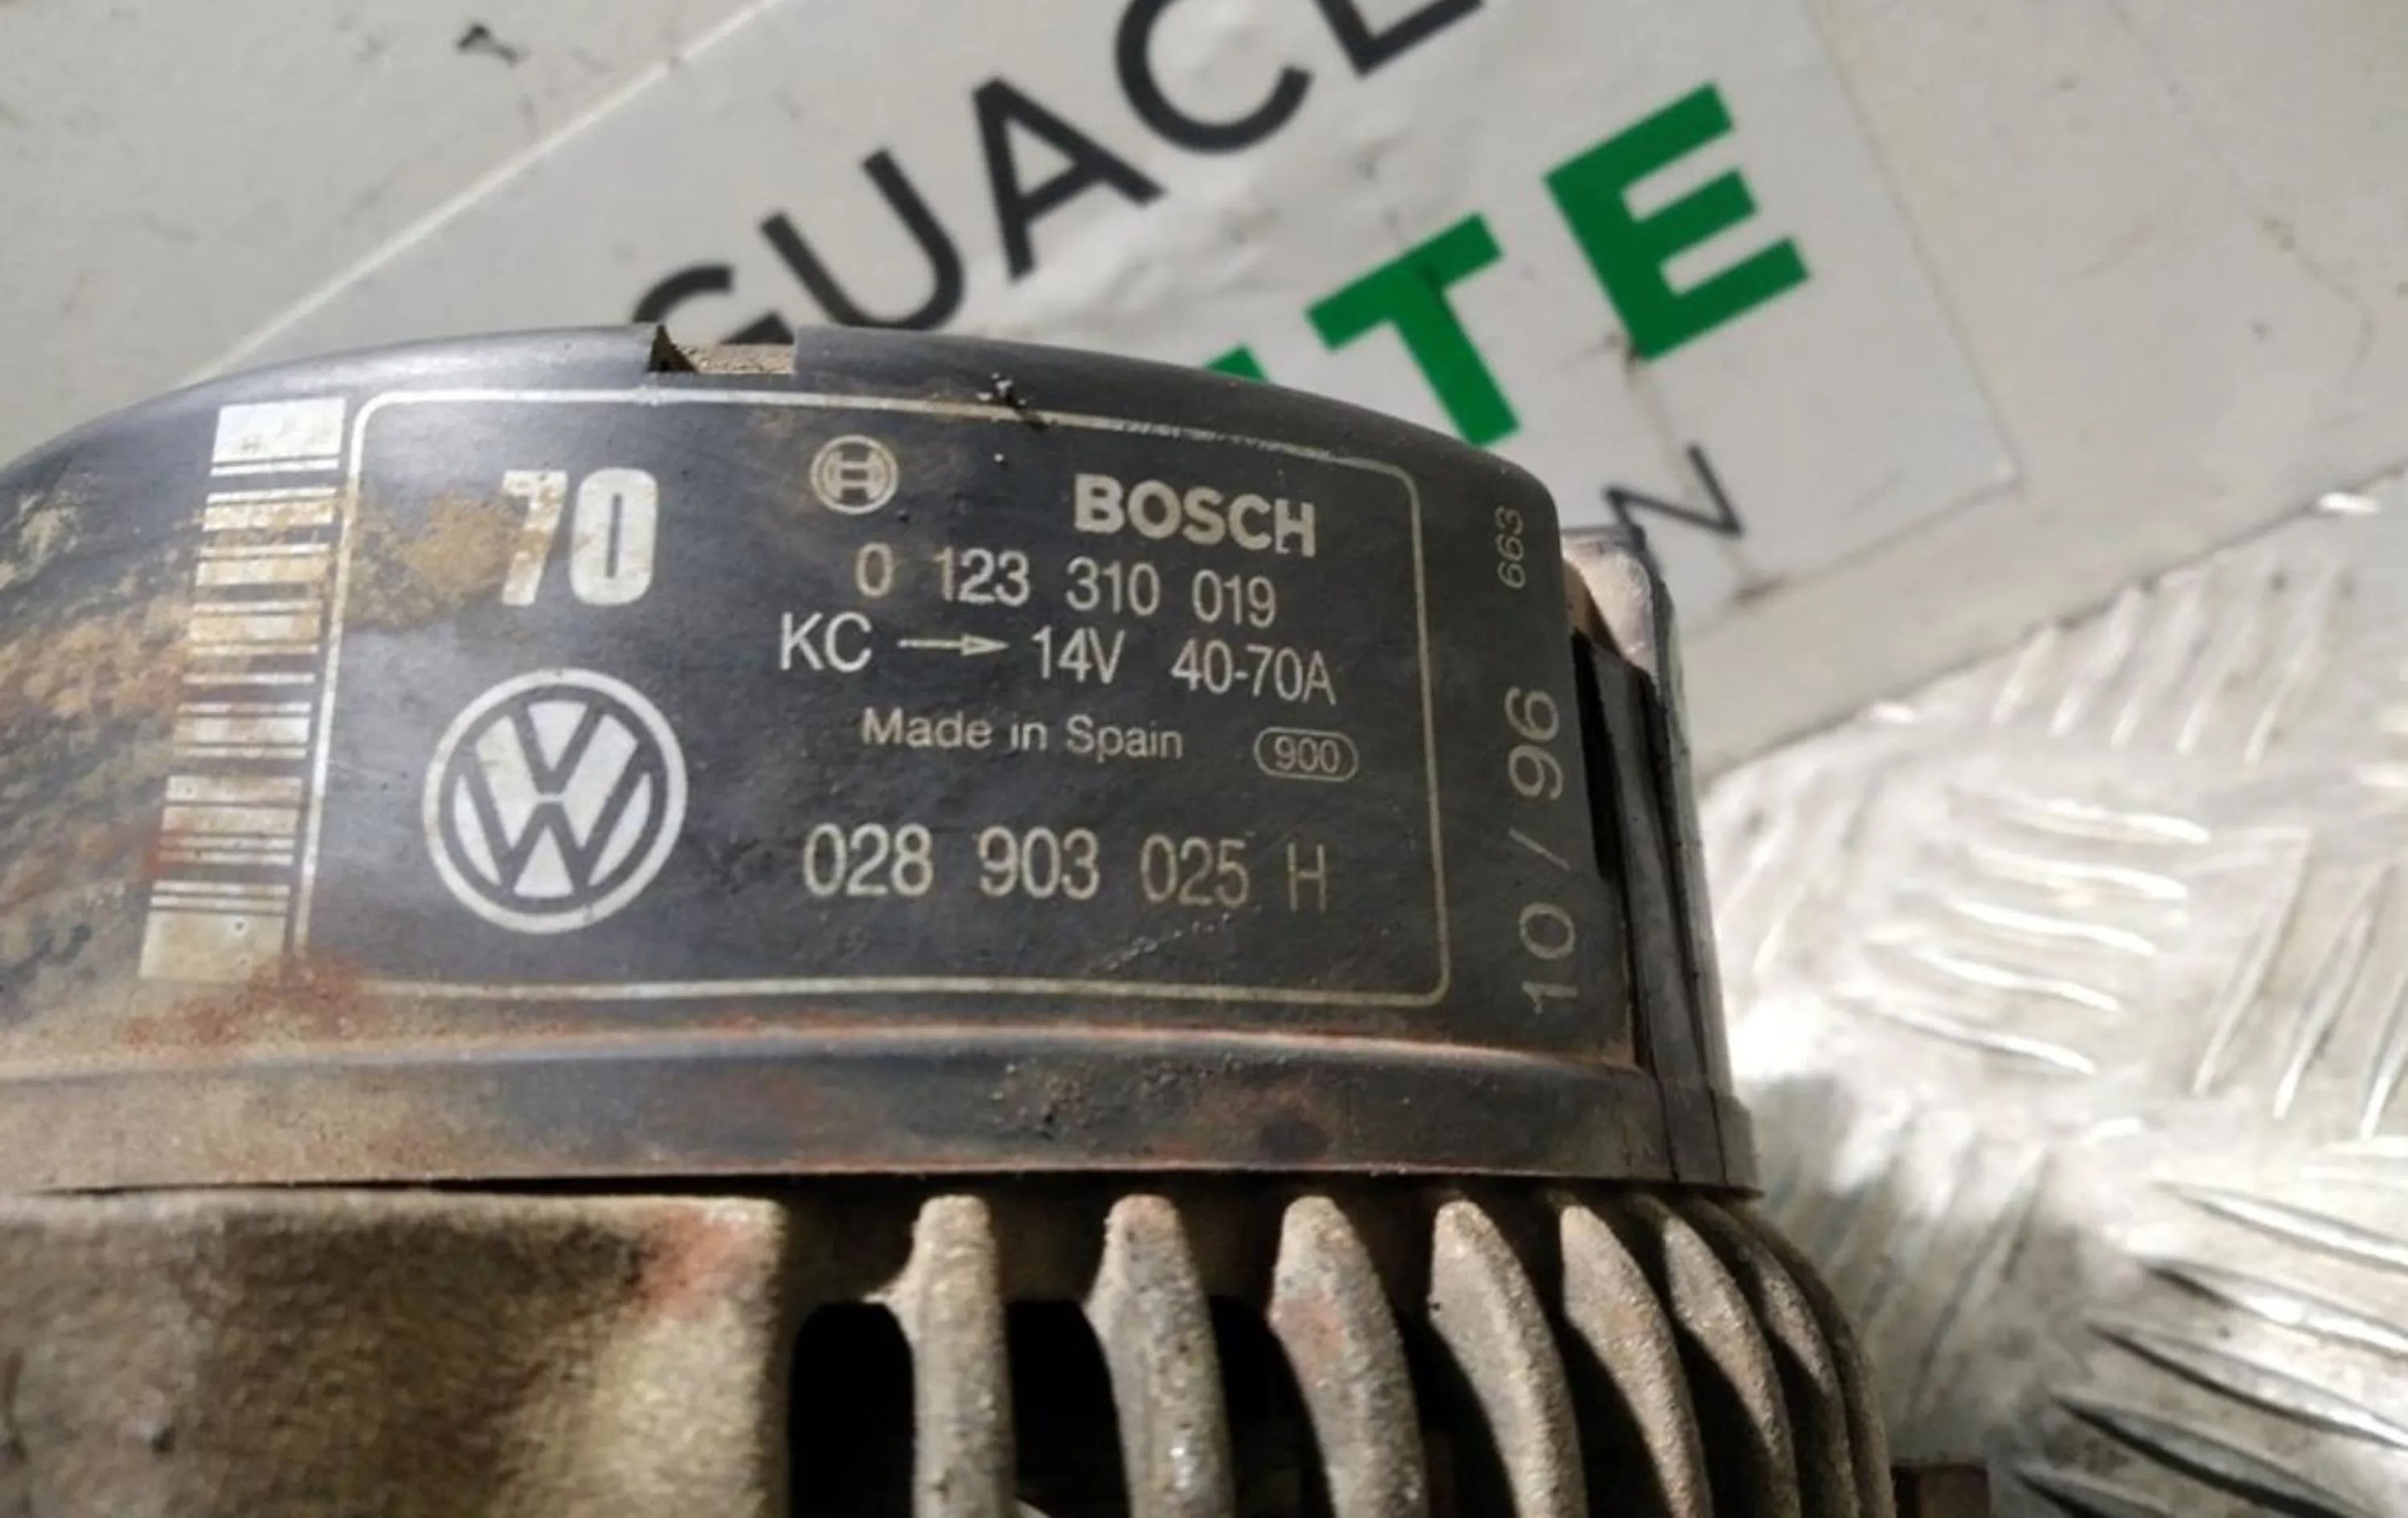 GUACL
TE
N
70
BOSCH
0 123 310 019
KC → 14V 40-70A
Made in Spain 900
028 903 025 H
663
10/96